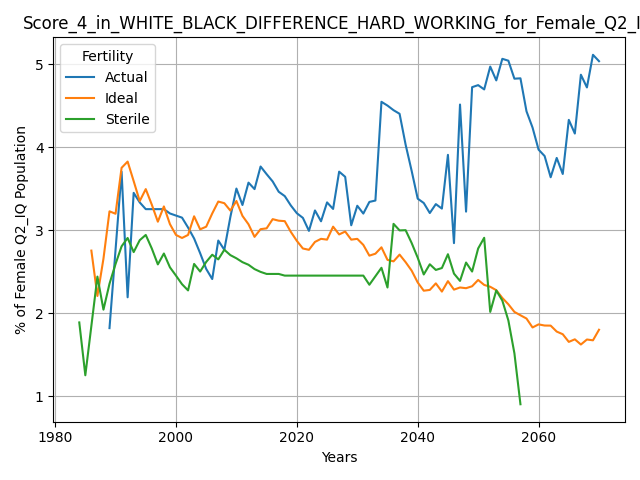 Score_4_in_WHITE_BLACK_DIFFERENCE_HARD_WORKING_for_Female_Q2_I
Fertility
Actual
Ideal
Sterile
% of Female Q2_IQ Population
5
4
3
2
1
1980
2000
2020
2040
2060
Years